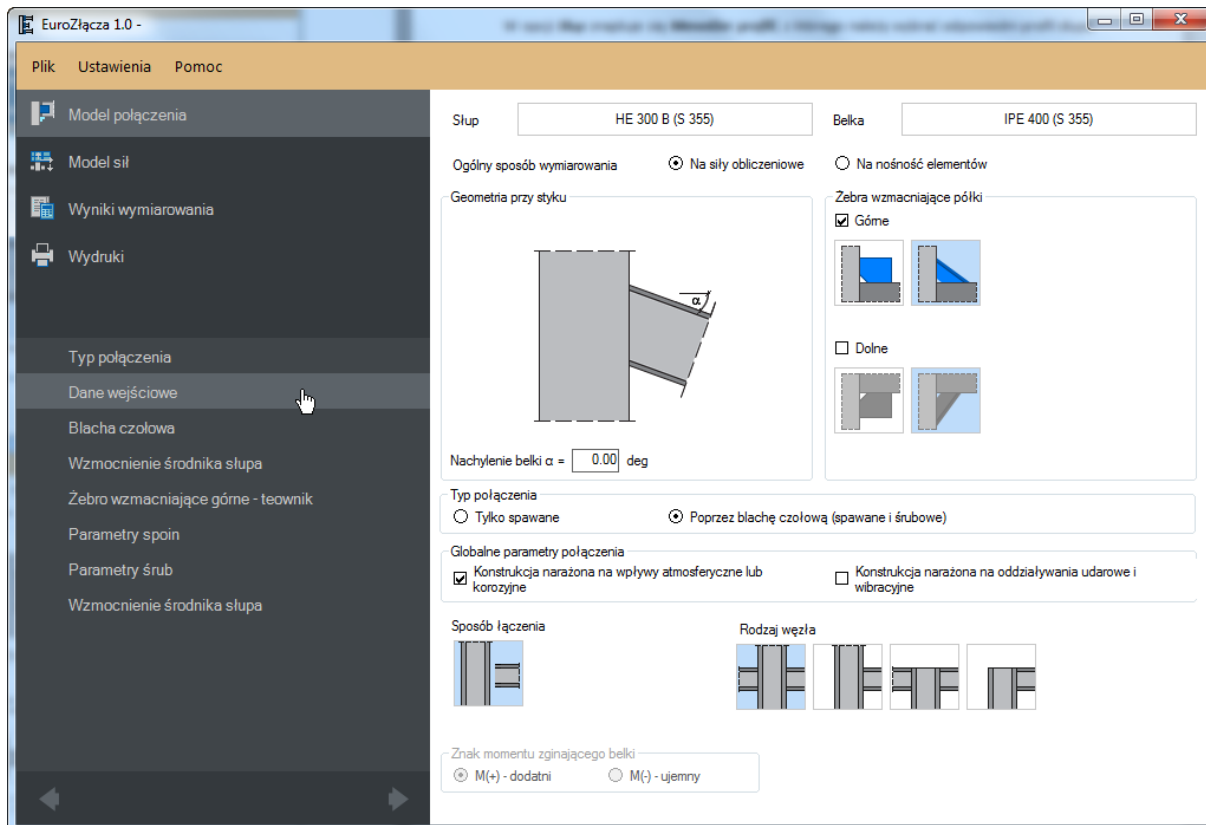 EuroZłącza 1.0 -
Plik Ustawienia Pomoc
Model połączenia
Model sił
Wyniki wymiarowania
Wydruki
Typ połączenia
Dane wejściowe
Blacha czołowa
Wzmocnienie środnika słupa
Żebro wzmacniające górne - teownik
Parametry spoin
Parametry śrub
Wzmocnienie środnika słupa
Słup HE 300 B (S 355) Belka IPE 400 (S 355)
Ogólny sposób wymiarowania Na siły obliczeniowe Na nośność elementów
Geometria przy styku
α
Nachylenie belki α = 0.00 deg
Żebra wzmacniające półki
Górne
Dolne
Typ połączenia
Tylko spawane Poprzez blachę czołową (spawane i śrubowe)
Globalne parametry połączenia
Konstrukcja narażona na wpływy atmosferyczne lub
korozyjne
Konstrukcja narażona na oddziaływania udarowe i
wibracyjne
Sposób łączenia
Rodzaj węzła
Znak momentu zginającego belki
M(+) - dodatni M(-) - ujemny